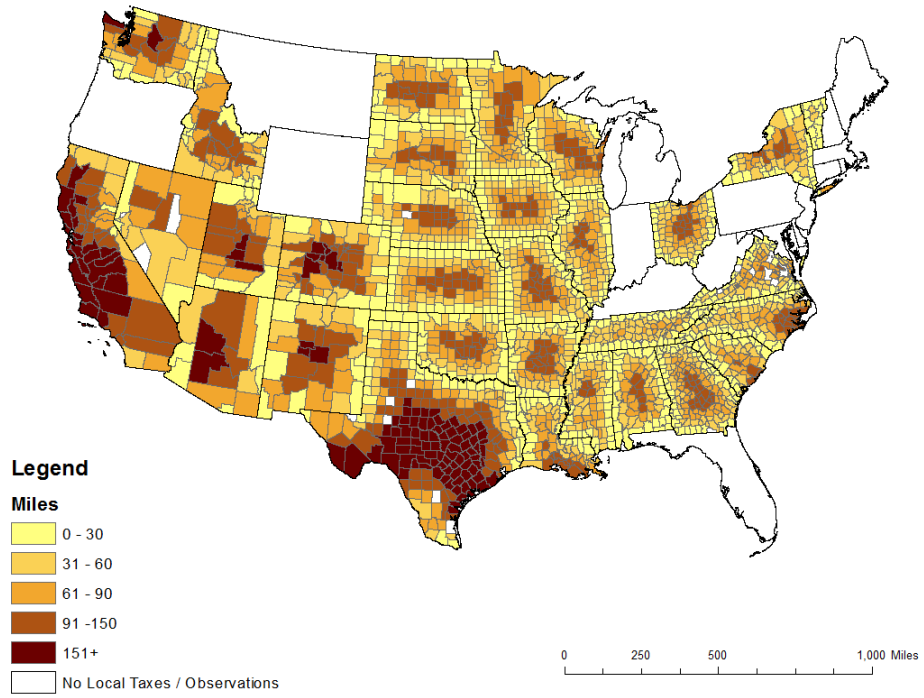 Legend
Miles
0 - 30
31 - 60
61 - 90
91 -150
151+
No Local Taxes / Observations
0 250 500 1,000 Miles